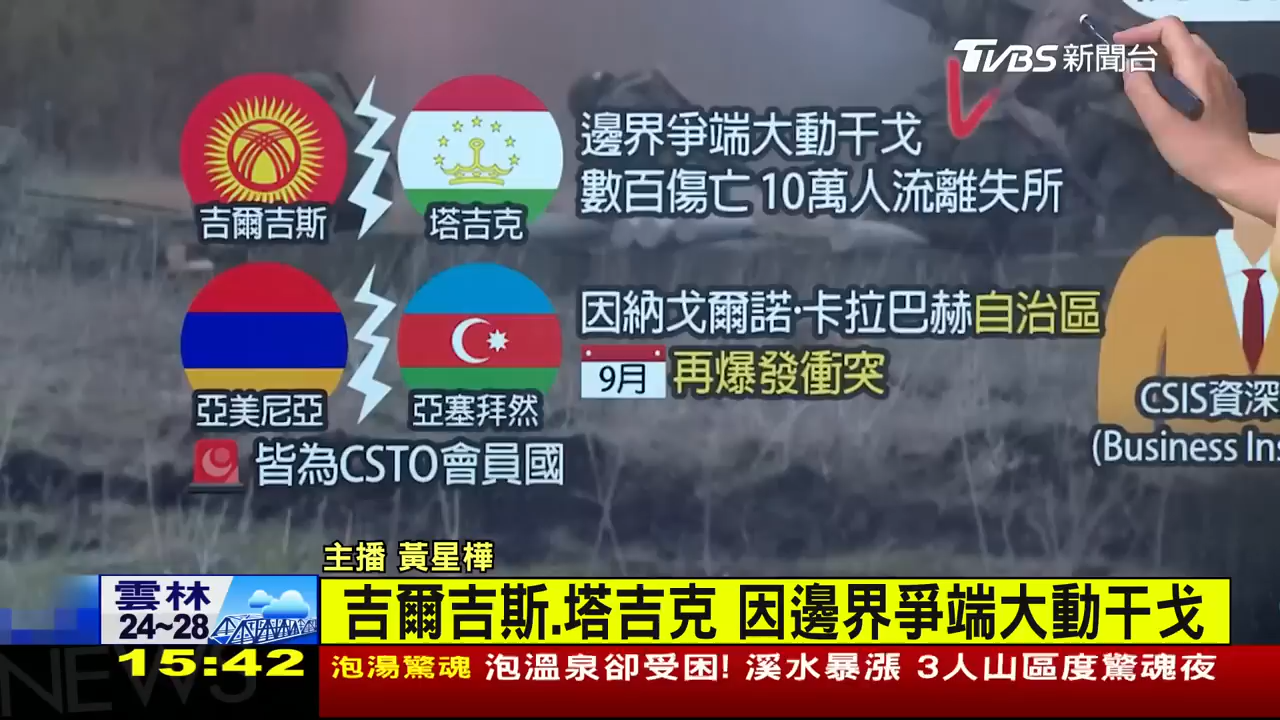 TVBS新聞台
邊界爭端大動干戈
數百傷亡 10萬人流離失所
吉爾吉斯
塔吉克
因納戈爾諾·卡拉巴赫自治區
9月 再爆發衝突
亞美尼亞
亞塞拜然
CSIS資深
(Business Ins
皆為CSTO會員國
主播 黃星樺
雲林
24~28
吉爾吉斯.塔吉克 因邊界爭端大動干戈
15:42
泡湯驚魂 泡溫泉卻受困! 溪水暴漲 3人山區度驚魂夜
NEWS